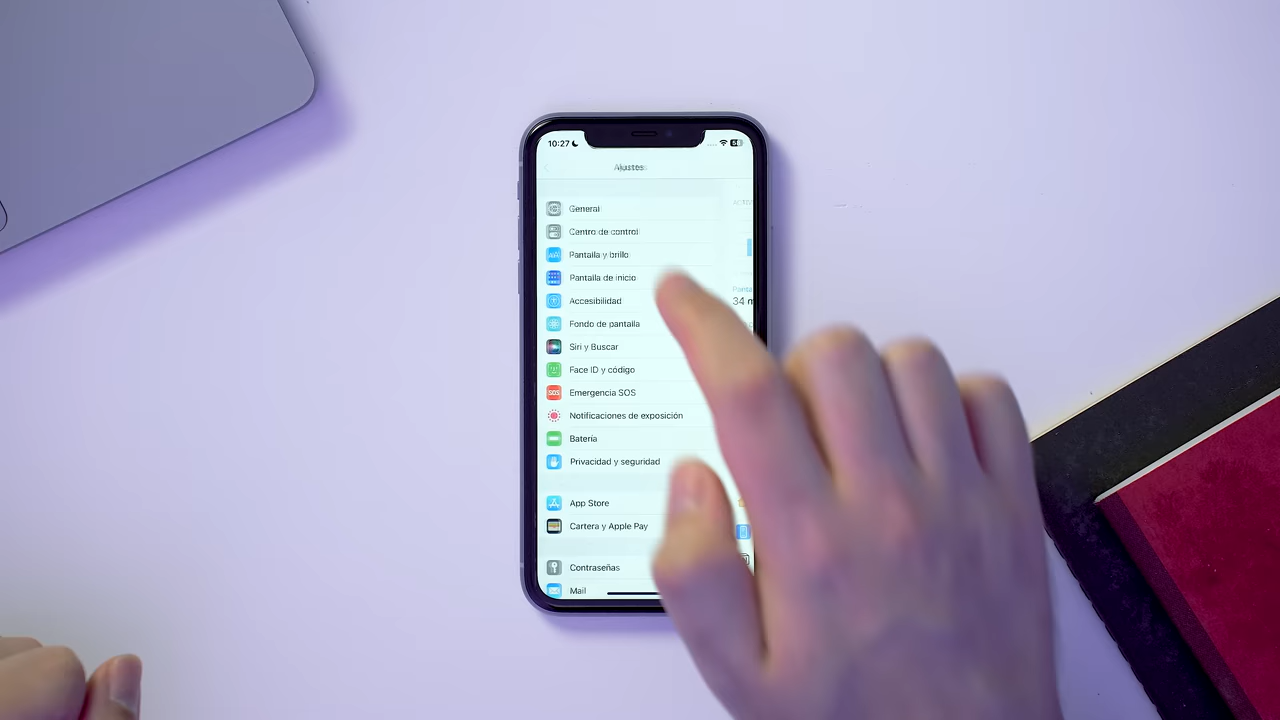 10:27
Ajustes
General
Centro de control
Pantalla y brillo
Pantalla de inicio
Accesibilidad
34 m
Fondo de pantalla
Siri y Buscar
Face ID y código
SOS
Emergencia SOS
Notificaciones de exposición
Batería
Privacidad y seguridad
App Store
Cartera y Apple Pay
Contraseñas
Mail